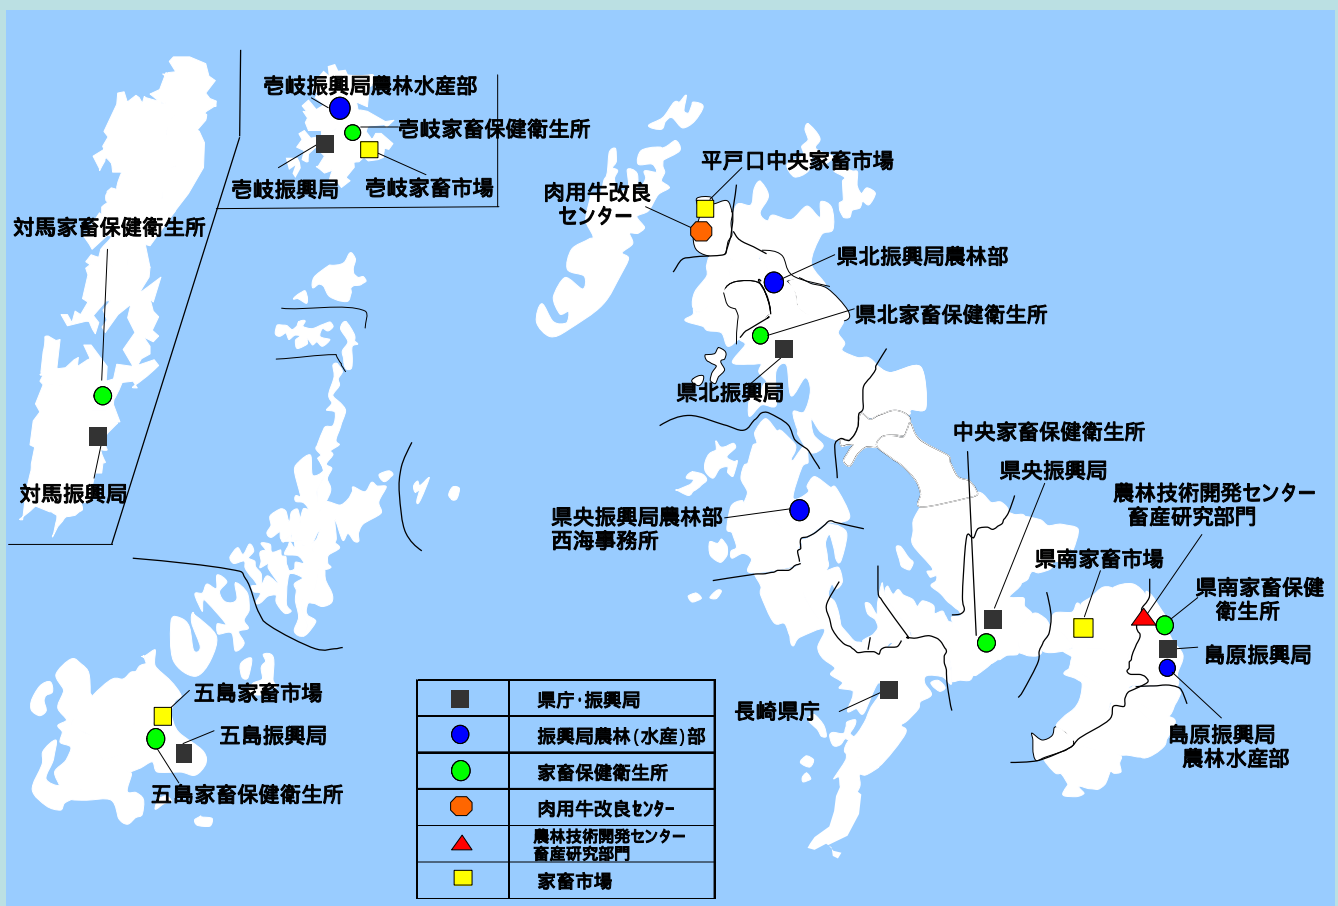 壱岐振興局農林水産部
壱岐家畜保健衛生所
壱岐振興局
壱岐家畜市場
対馬家畜保健衛生所
対馬振興局
平戸口中央家畜市場
肉用牛改良
センター
県北振興局農林部
県北家畜保健衛生所
県北振興局
中央家畜保健衛生所
県央振興局
農林技術開発センター
畜産研究部門
県央振興局農林部
西海事務所
県南家畜市場
県南家畜保健
衛生所
島原振興局
島原振興局
農林水産部
長崎県庁
五島家畜市場
五島振興局
五島家畜保健衛生所
県庁・振興局
振興局農林(水産)部
家畜保健衛生所
肉用牛改良センター
農林技術開発センター
畜産研究部門
家畜市場